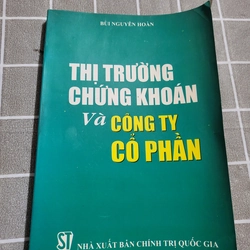 BÙI NGUYÊN HOÀN
THỊ TRƯỜNG
CHỨNG KHOÁN
Và CÔNG TY
CỔ PHẦN
ST
NHÀ XUẤT BẢN CHÍNH TRỊ QUỐC GIA